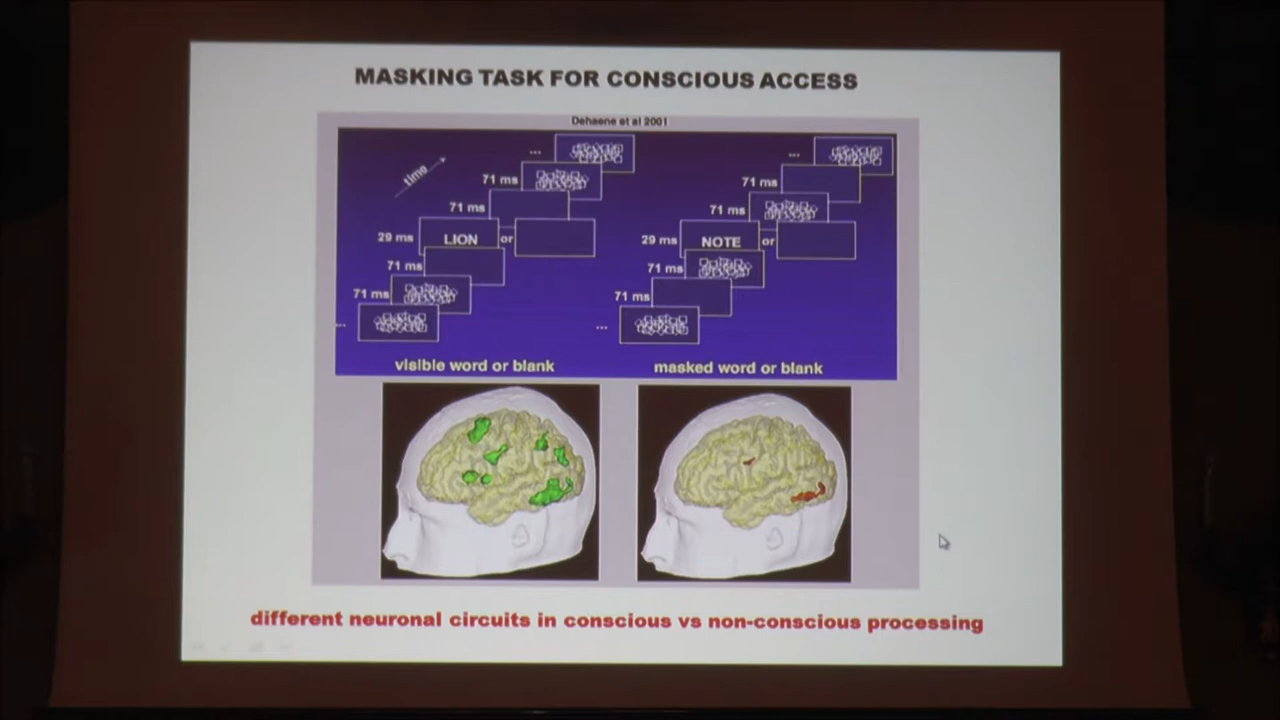 MASKING TASK FOR CONSCIOUS ACCESS
Dehaene et al 2001
time
...
71 ms
71 ms
29 ms
LION
or
71 ms
71 ms
...
visible word or blank
...
71 ms
71 ms
29 ms
NOTE
or
71 ms
71 ms
...
masked word or blank
different neuronal circuits in conscious vs non-conscious processing